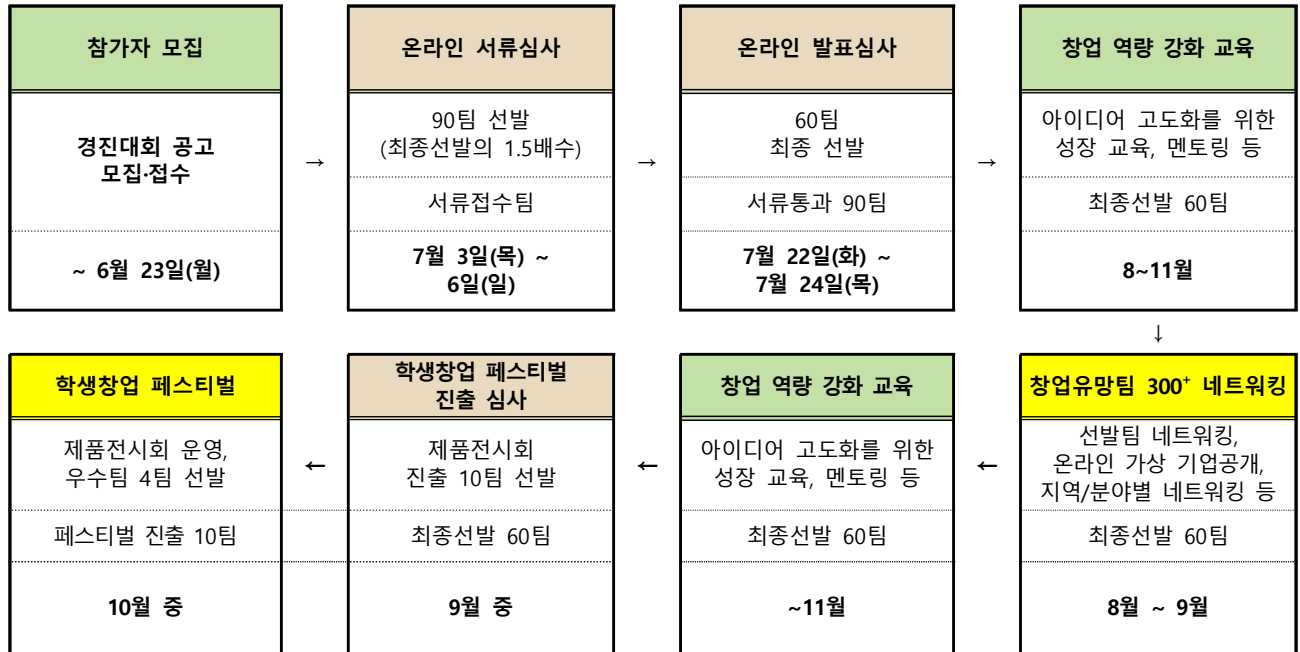 참가자 모집
경진대회 공고
모집·접수
~ 6월 23일(월)
→
온라인 서류심사
90팀 선발
(최종선발의 1.5배수)
서류접수팀
7월 3일(목) ~
6일(일)
→
온라인 발표심사
60팀
최종 선발
서류통과 90팀
7월 22일(화) ~
7월 24일(목)
→
창업 역량 강화 교육
아이디어 고도화를 위한
성장 교육, 멘토링 등
최종선발 60팀
8~11월
↓
창업유망팀 300⁺ 네트워킹
선발팀 네트워킹,
온라인 가상 기업공개,
지역/분야별 네트워킹 등
최종선발 60팀
8월 ~ 9월
←
창업 역량 강화 교육
아이디어 고도화를 위한
성장 교육, 멘토링 등
최종선발 60팀
~11월
←
학생창업 페스티벌
진출 심사
제품전시회
진출 10팀 선발
최종선발 60팀
9월 중
←
학생창업 페스티벌
제품전시회 운영,
우수팀 4팀 선발
페스티벌 진출 10팀
10월 중